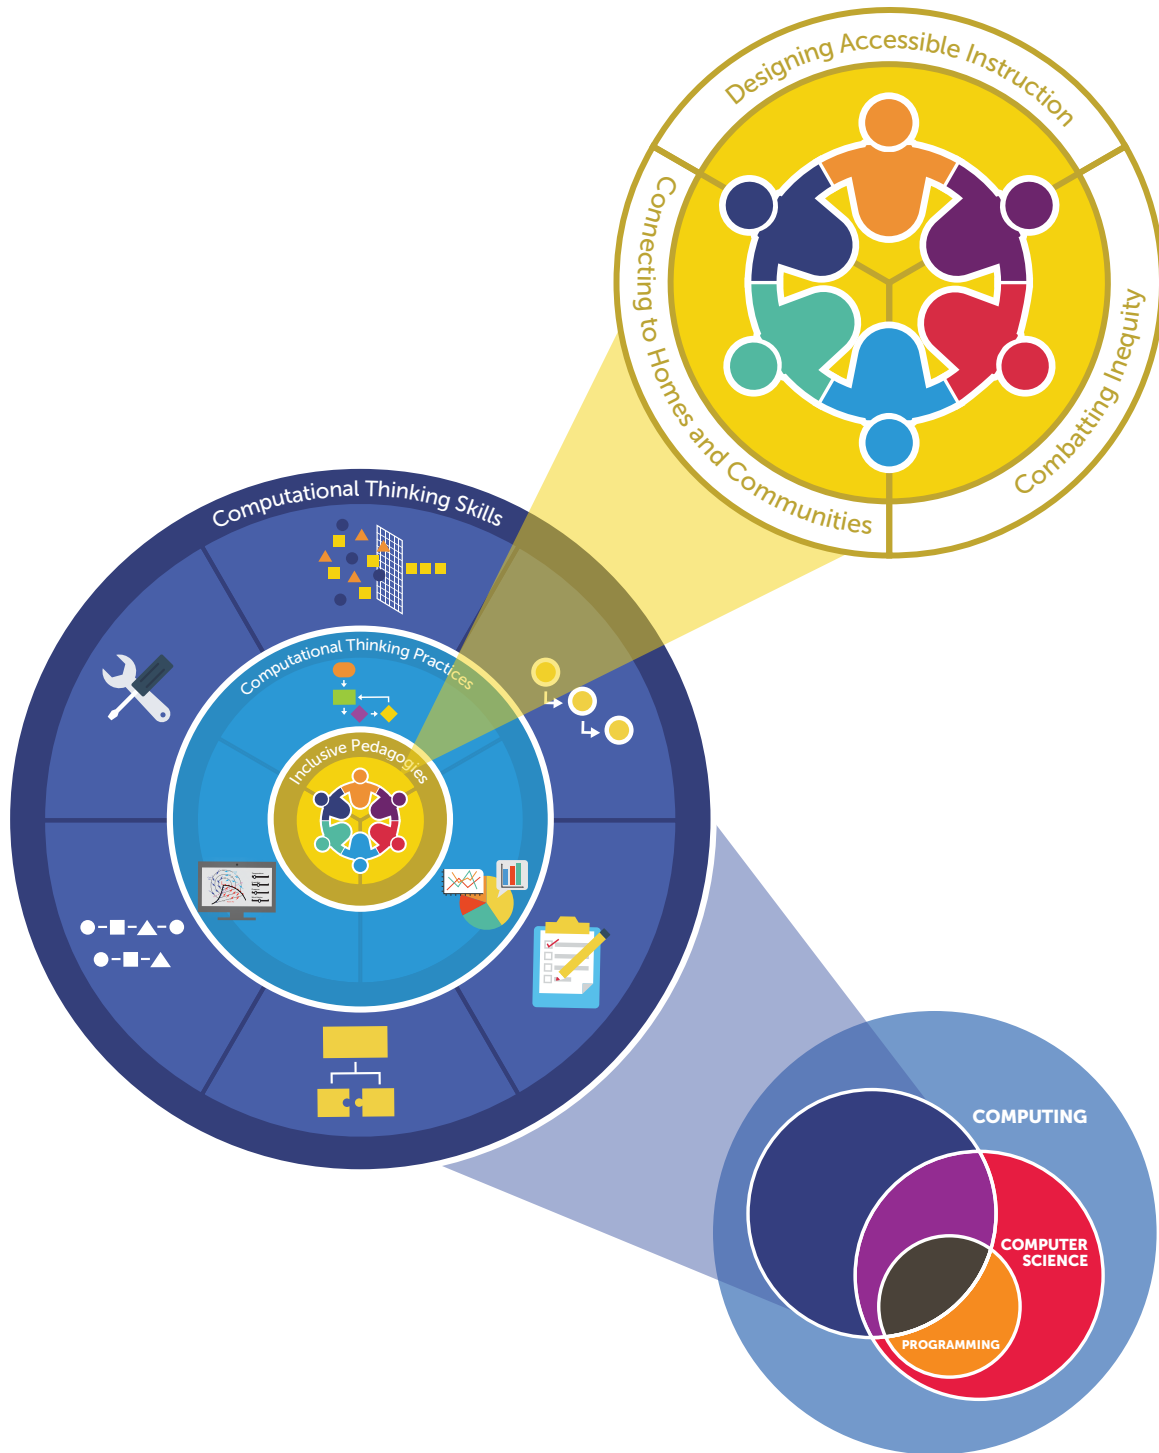 Designing Accessible Instruction
Connecting to Homes and Communities
Combatting Inequity
Computational Thinking Skills
Computational Thinking Practices
Inclusive Pedagogies
COMPUTING
COMPUTER
SCIENCE
PROGRAMMING